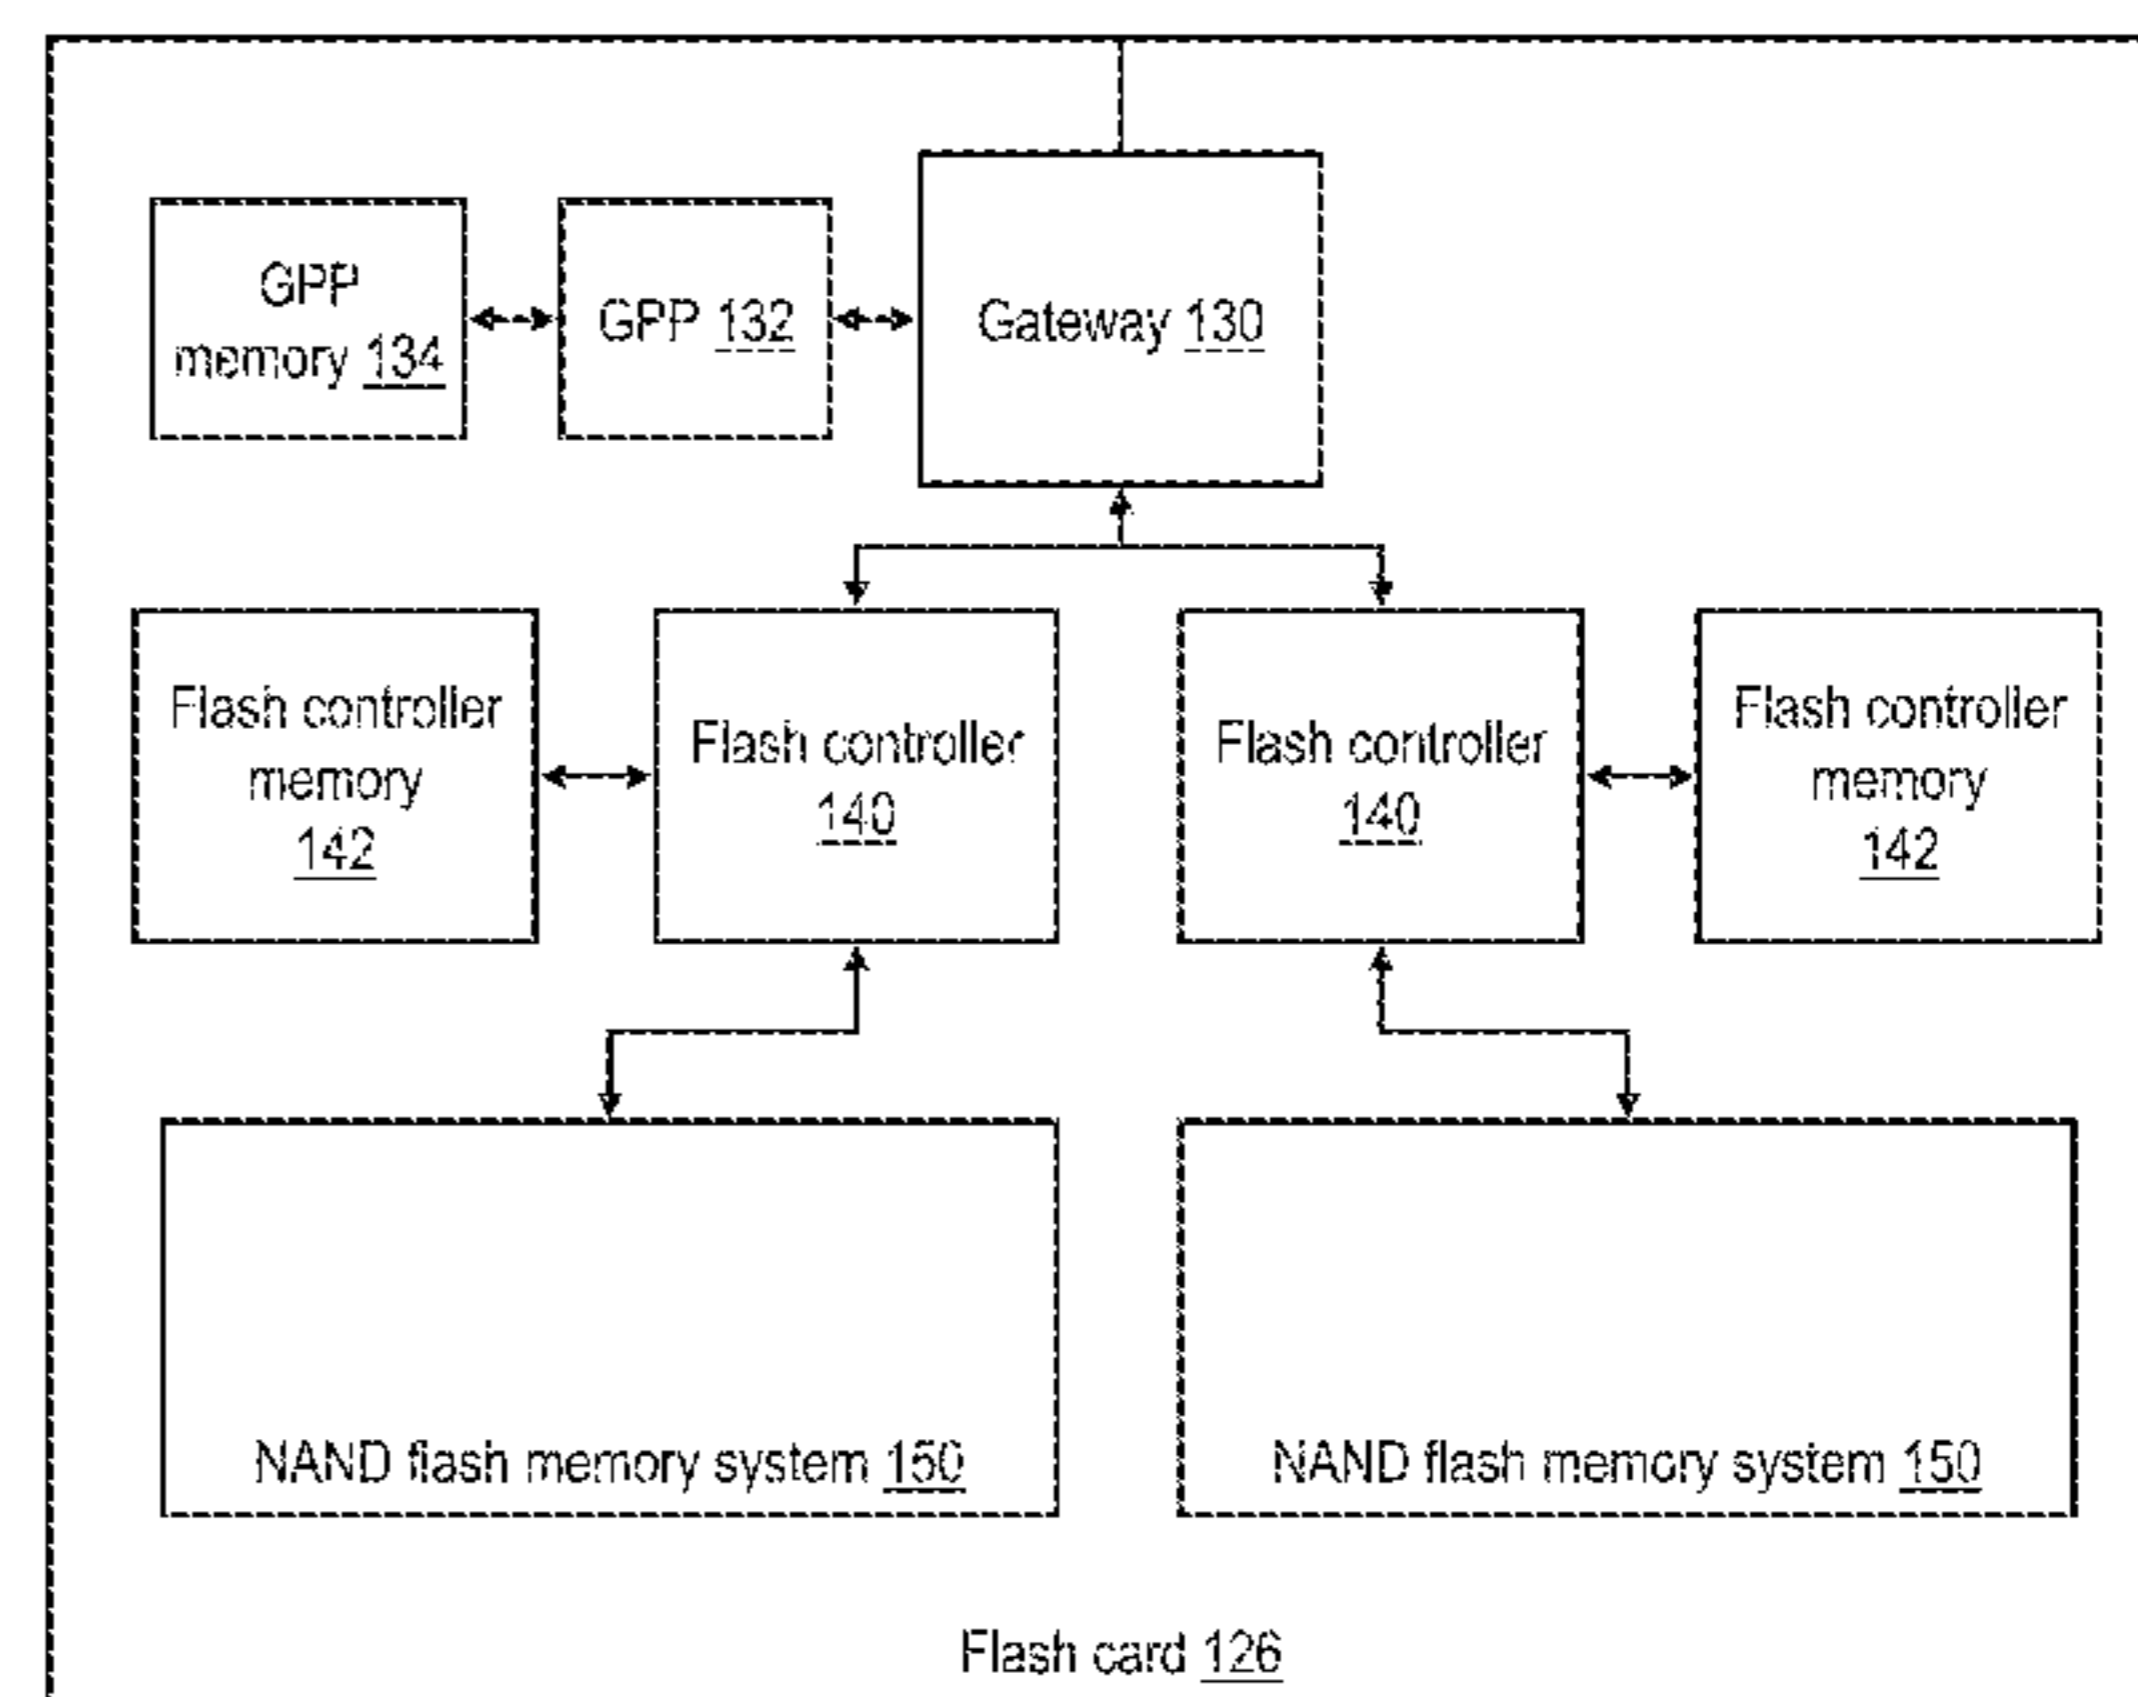 GPP
memory 134
GPP 132
Gateway 130
Flash controller
memory
142
Flash controller
140
Flash controller
140
Flash controller
memory
142
NAND flash memory system 150
NAND flash memory system 150
Flash card 126